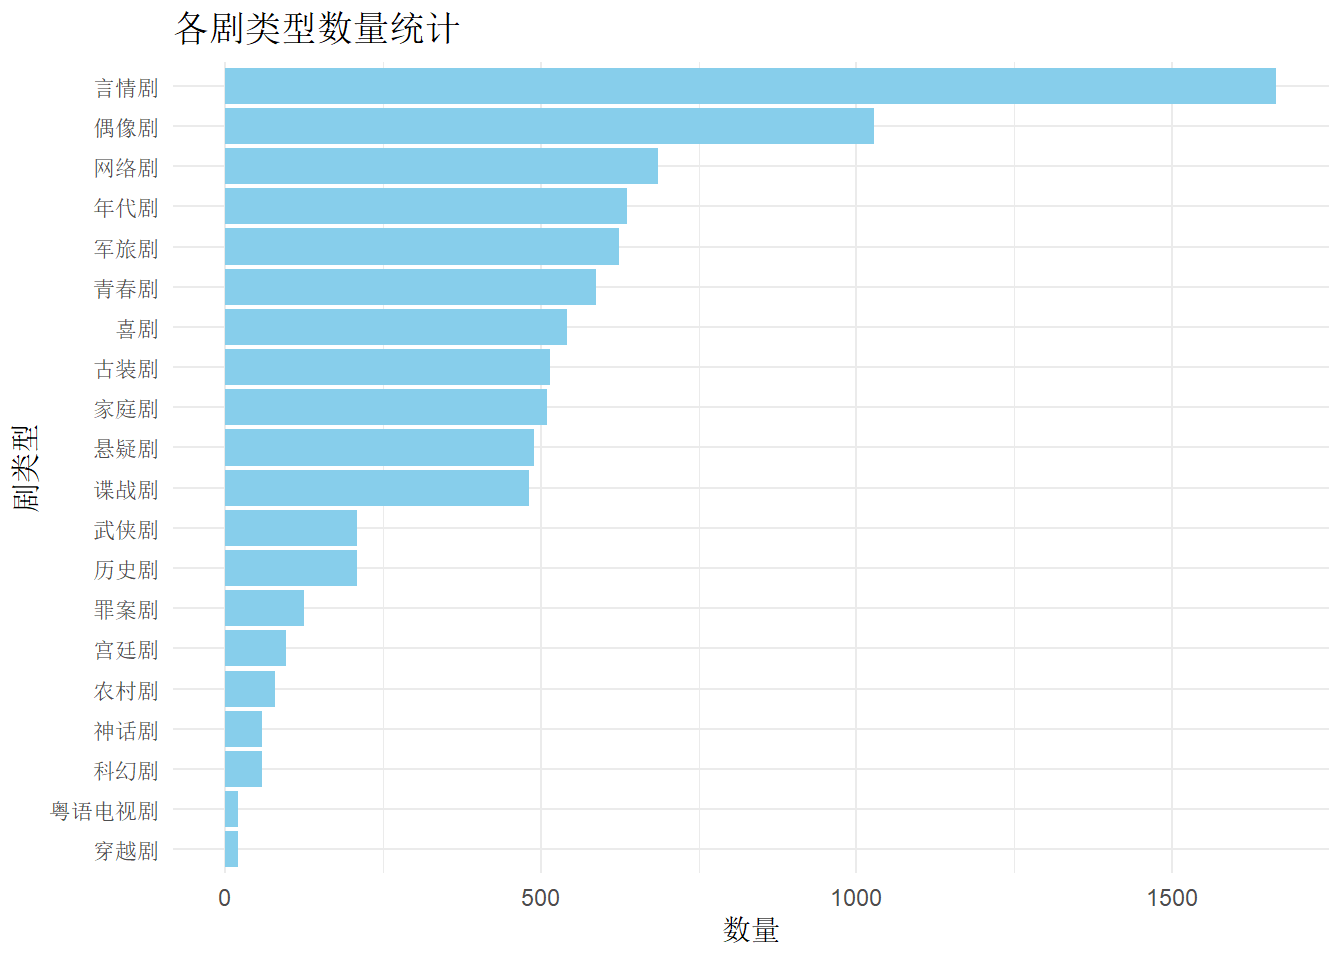 各剧类型数量统计
言情剧
偶像剧
网络剧
年代剧
军旅剧
青春剧
喜剧
古装剧
家庭剧
悬疑剧
谍战剧
武侠剧
历史剧
罪案剧
宫廷剧
农村剧
神话剧
科幻剧
粤语电视剧
穿越剧
剧类型
0 500 1000 1500
数量